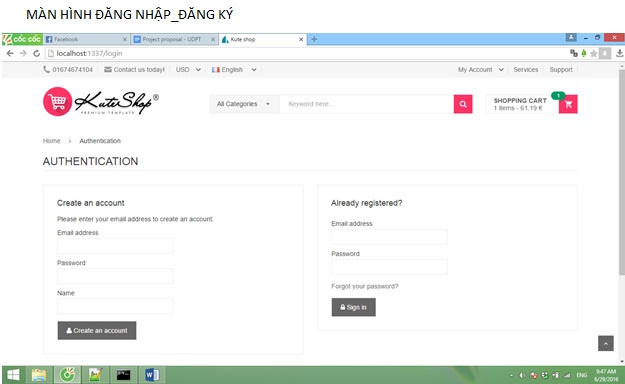 MÀN HÌNH ĐĂNG NHẬP_ĐĂNG KÝ
CỐC CỐC Facebook Project proposal - UDPT Kute shop
localhost:1337/login
01674674104 Contact us today! USD English My Account Services Support
KuteShop®
PREMIUM TEMPLATE
All Categories Keyword here...
SHOPPING CART 1
1 items - 61.19 €
Home > Authentication
AUTHENTICATION
Create an account
Please enter your email address to create an account.
Email address
Password
Name
Create an account
Already registered?
Email address
Password
Forgot your password?
Sign in
ENG
9:47 AM
6/29/2016